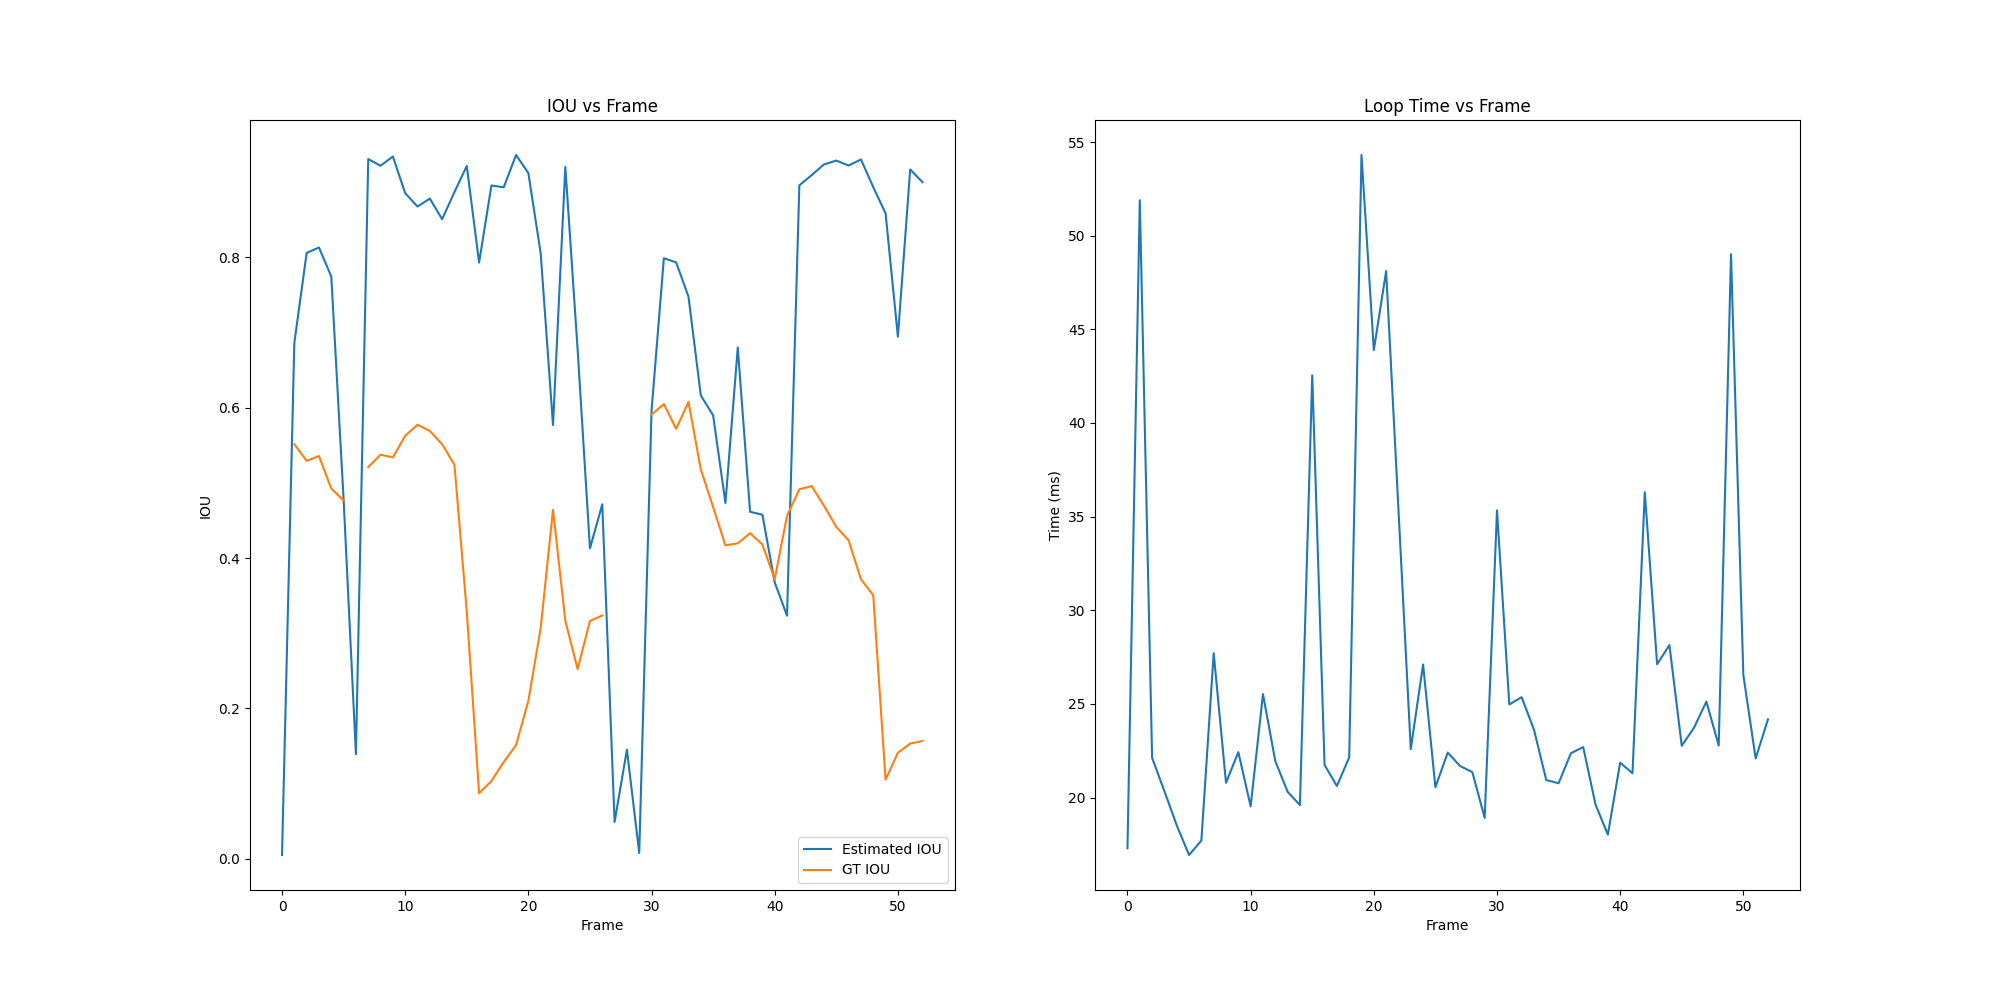 IOU vs Frame
IOU
0.8
0.6
0.4
0.2
0.0
0 10 20 30 40 50
Frame
Estimated IOU
GT IOU
Loop Time vs Frame
Time (ms)
55
50
45
40
35
30
25
20
0 10 20 30 40 50
Frame